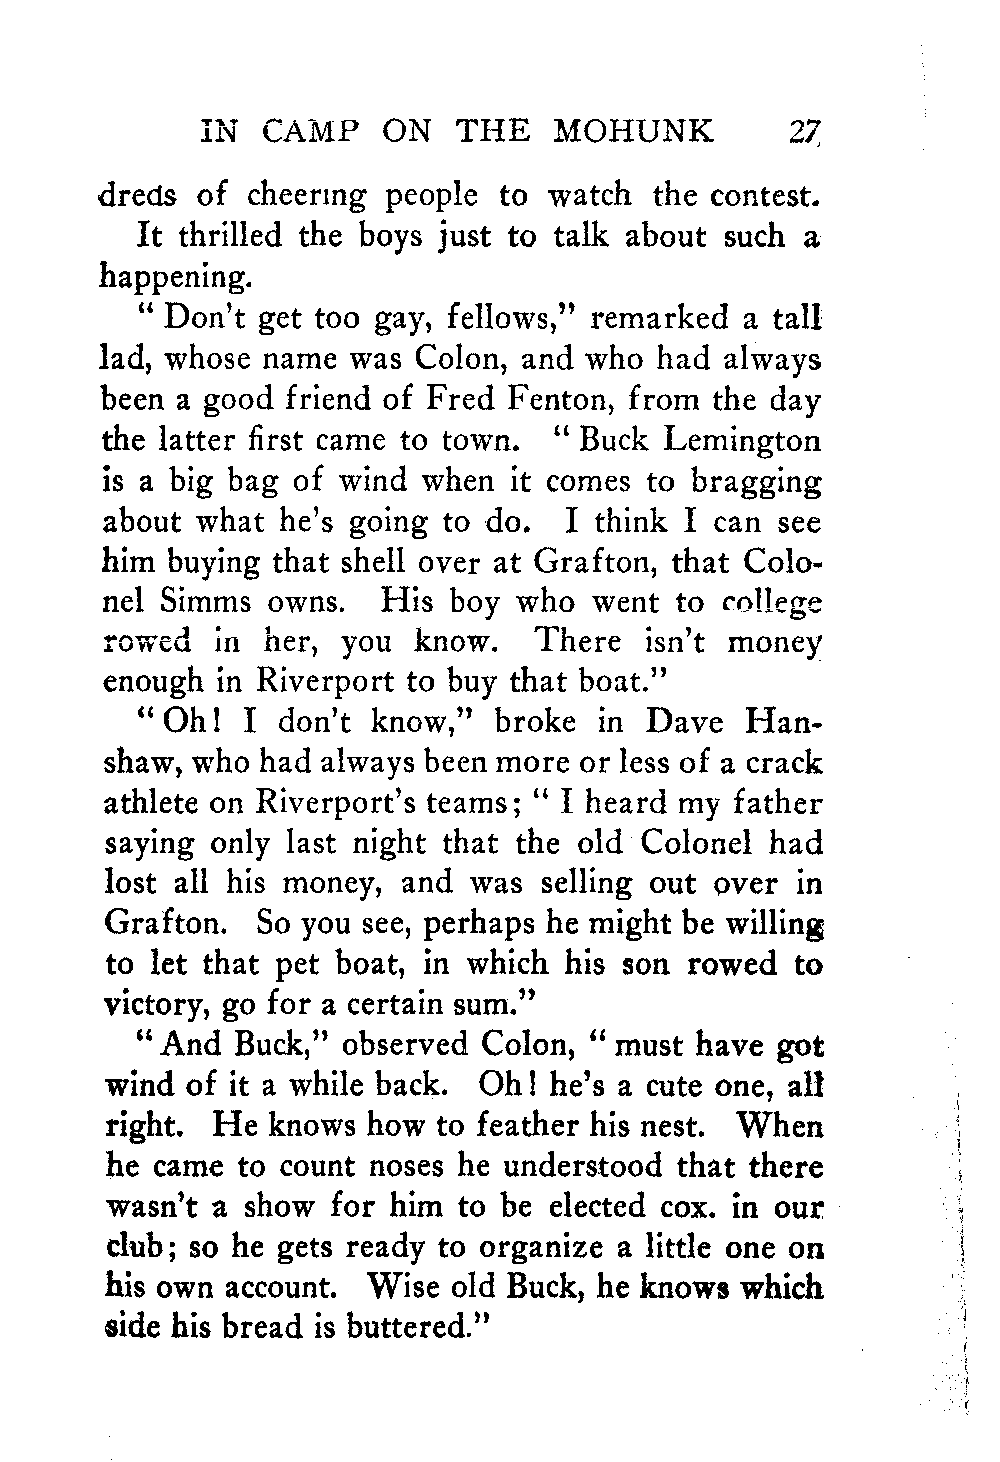 IN CAMP ON THE MOHUNK 27
dreds of cheering people to watch the contest.
It thrilled the boys just to talk about such a
happening.
" Don't get too gay, fellows," remarked a tall
lad, whose name was Colon, and who had always
been a good friend of Fred Fenton, from the day
the latter first came to town. " Buck Lemington
is a big bag of wind when it comes to bragging
about what he's going to do. I think I can see
him buying that shell over at Grafton, that Colo-
nel Simms owns. His boy who went to college
rowed in her, you know. There isn't money
enough in Riverport to buy that boat."
" Oh! I don't know," broke in Dave Han-
shaw, who had always been more or less of a crack
athlete on Riverport's teams; " I heard my father
saying only last night that the old Colonel had
lost all his money, and was selling out over in
Grafton. So you see, perhaps he might be willing
to let that pet boat, in which his son rowed to
victory, go for a certain sum."
" And Buck," observed Colon, " must have got
wind of it a while back. Oh! he's a cute one, all
right. He knows how to feather his nest. When
he came to count noses he understood that there
wasn't a show for him to be elected cox. in our
club; so he gets ready to organize a little one on
his own account. Wise old Buck, he knows which
side his bread is buttered."